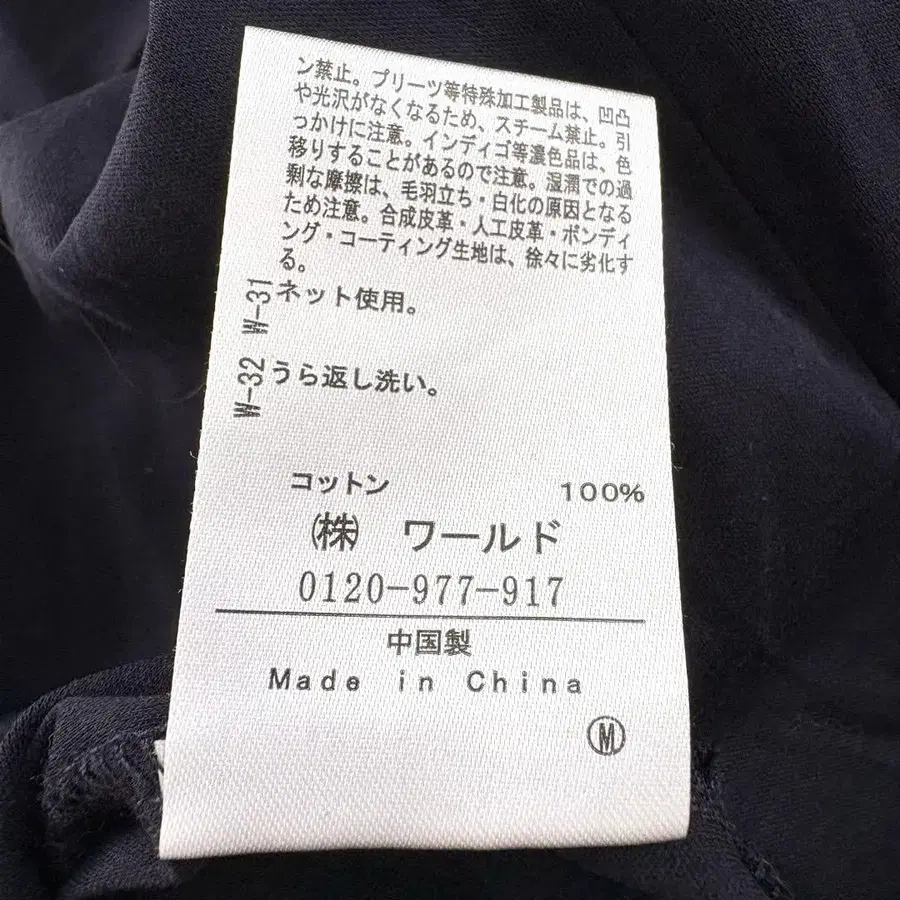 ン禁止。プリーツ等特殊加工製品は、凹凸
や光沢がなくなるため、スチーム禁止。引
っかけに注意。インディゴ等濃色品は、色
移りすることがあるので注意。湿潤での過
剰な摩擦は、毛羽立ち・白化の原因となる
ため注意。合成皮革・人工皮革・ボンディ
ング・コーティング生地は、徐々に劣化す
る。
W-31 ネット使用。
W-32 うら返し洗い。
コットン 100%
㈱ ワールド
0120-977-917
中国製
Made in China
Ⓜ